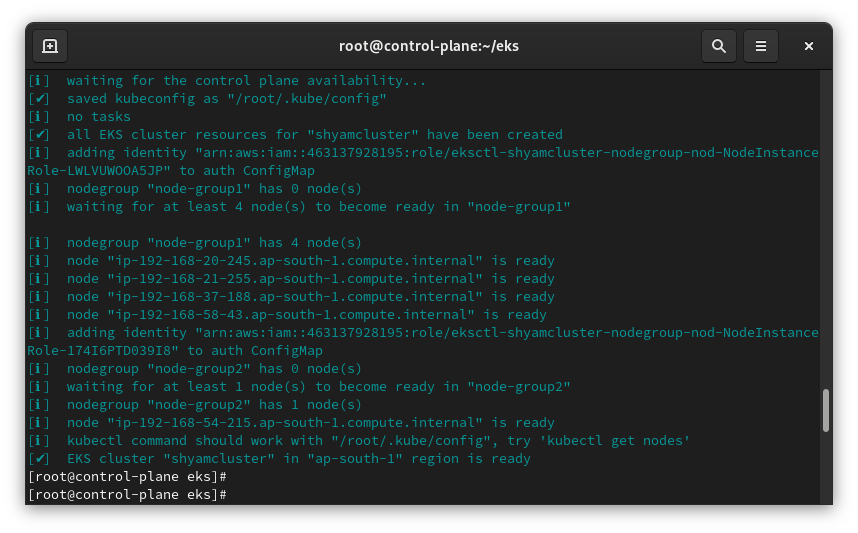 root@control-plane:~/eks
[ℹ]  waiting for the control plane availability...
[✔]  saved kubeconfig as "/root/.kube/config"
[ℹ]  no tasks
[✔]  all EKS cluster resources for "shyamcluster" have been created
[ℹ]  adding identity "arn:aws:iam::463137928195:role/eksctl-shyamcluster-nodegroup-nod-NodeInstance
Role-LWLVUWOOA5JP" to auth ConfigMap
[ℹ]  nodegroup "node-group1" has 0 node(s)
[ℹ]  waiting for at least 4 node(s) to become ready in "node-group1"
[ℹ]  nodegroup "node-group1" has 4 node(s)
[ℹ]  node "ip-192-168-20-245.ap-south-1.compute.internal" is ready
[ℹ]  node "ip-192-168-21-255.ap-south-1.compute.internal" is ready
[ℹ]  node "ip-192-168-37-188.ap-south-1.compute.internal" is ready
[ℹ]  node "ip-192-168-58-43.ap-south-1.compute.internal" is ready
[ℹ]  adding identity "arn:aws:iam::463137928195:role/eksctl-shyamcluster-nodegroup-nod-NodeInstance
Role-174I6PTD039I8" to auth ConfigMap
[ℹ]  nodegroup "node-group2" has 0 node(s)
[ℹ]  waiting for at least 1 node(s) to become ready in "node-group2"
[ℹ]  nodegroup "node-group2" has 1 node(s)
[ℹ]  node "ip-192-168-54-215.ap-south-1.compute.internal" is ready
[ℹ]  kubectl command should work with "/root/.kube/config", try 'kubectl get nodes'
[✔]  EKS cluster "shyamcluster" in "ap-south-1" region is ready
[root@control-plane eks]#
[root@control-plane eks]#